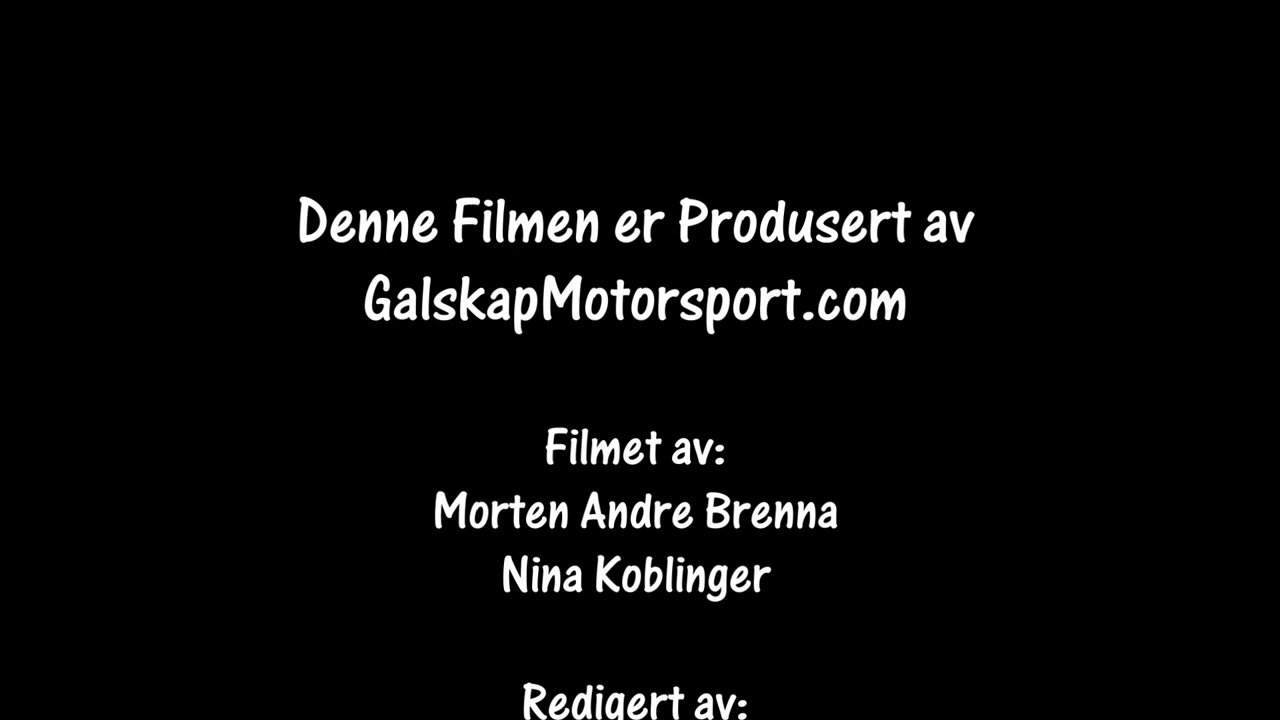 Denne Filmen er Produsert av
GalskapMotorsport.com
Filmet av:
Morten Andre Brenna
Nina Koblinger
Redigert av: